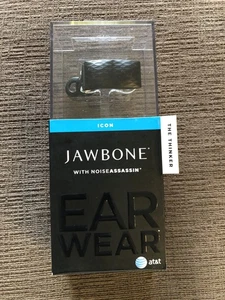 ICON
JAWBONE®
WITH NOISEASSASSIN®
THE THINKER
EAR
WEAR
at&t